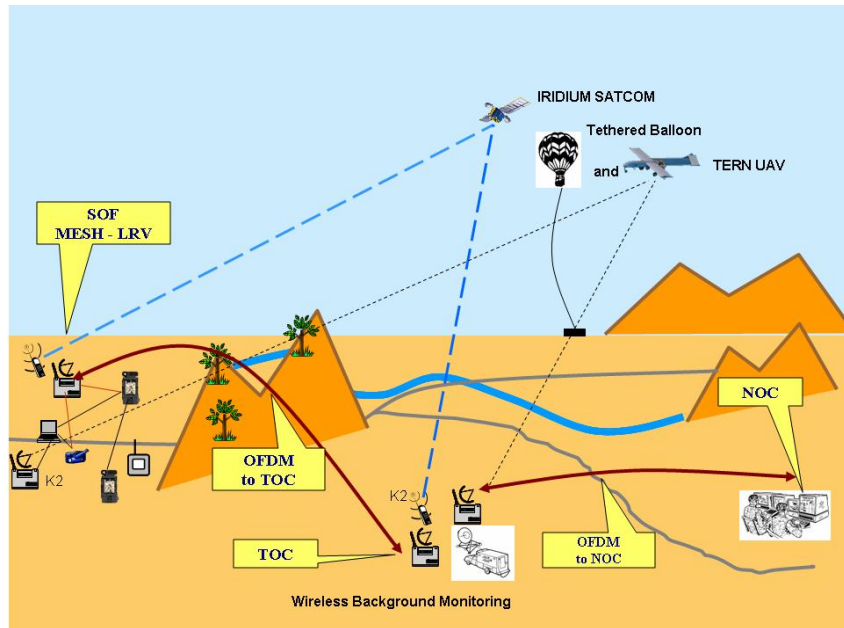 IRIDIUM SATCOM
Tethered Balloon
and
TERN UAV
SOF
MESH - LRV
NOC
OFDM
to TOC
K2
K2
TOC
OFDM
to NOC
Wireless Background Monitoring